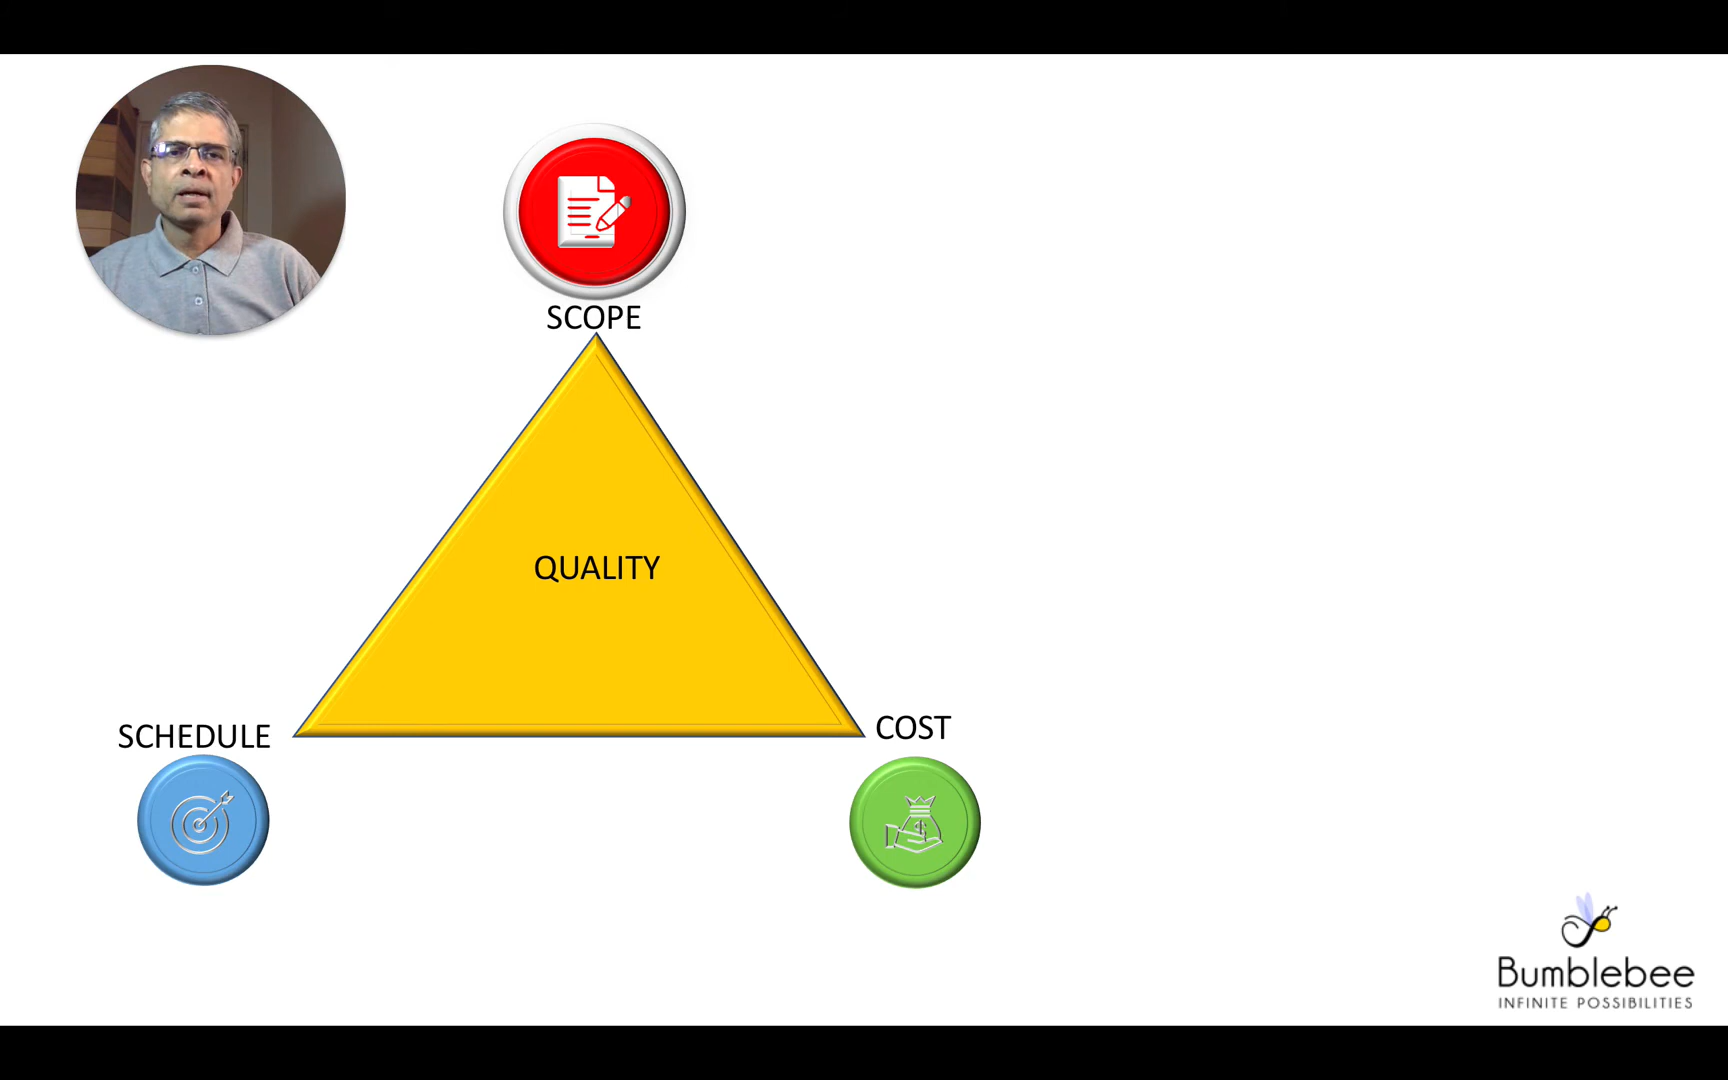 SCOPE
QUALITY
SCHEDULE
COST
$
Bumblebee
INFINITE POSSIBILITIES